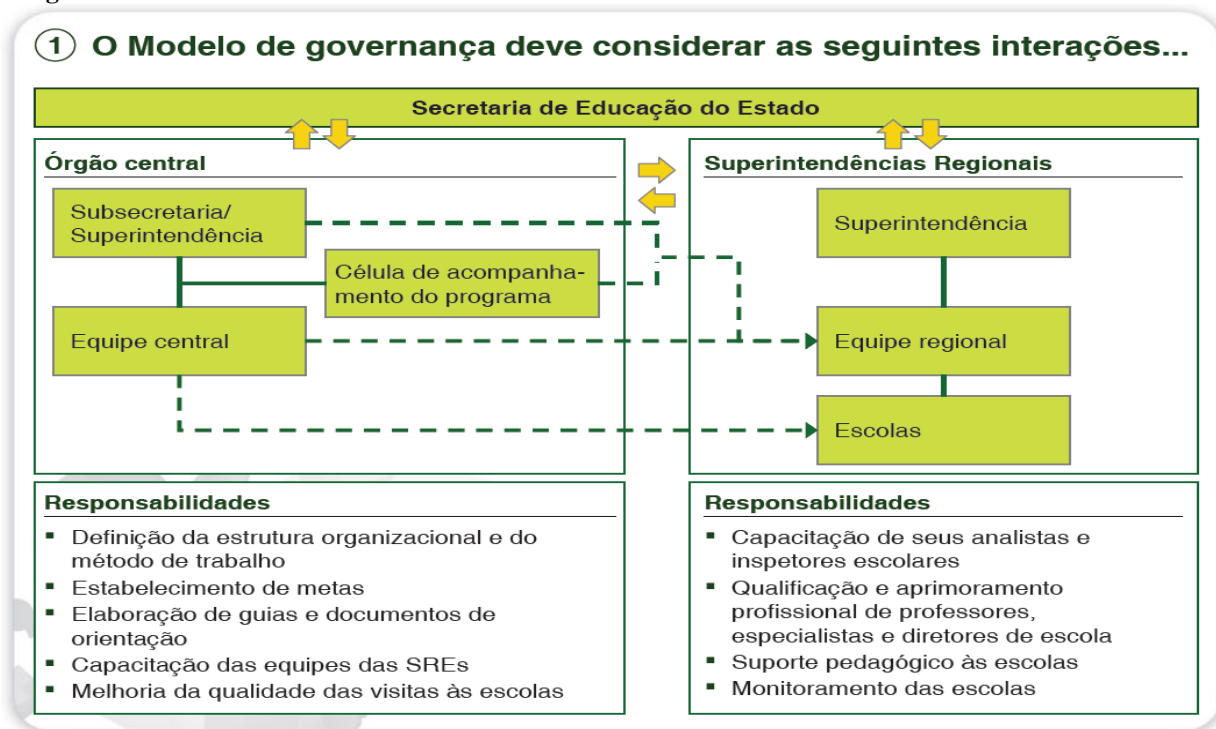 1 O Modelo de governança deve considerar as seguintes interações...
Secretaria de Educação do Estado
Órgão central
Subsecretaria/
Superintendência
Célula de acompanha-
mento do programa
Equipe central
Superintendências Regionais
Superintendência
Equipe regional
Escolas
Responsabilidades
▪ Definição da estrutura organizacional e do
método de trabalho
▪ Estabelecimento de metas
▪ Elaboração de guias e documentos de
orientação
▪ Capacitação das equipes das SREs
▪ Melhoria da qualidade das visitas às escolas
Responsabilidades
▪ Capacitação de seus analistas e
inspetores escolares
▪ Qualificação e aprimoramento
profissional de professores,
especialistas e diretores de escola
▪ Suporte pedagógico às escolas
▪ Monitoramento das escolas